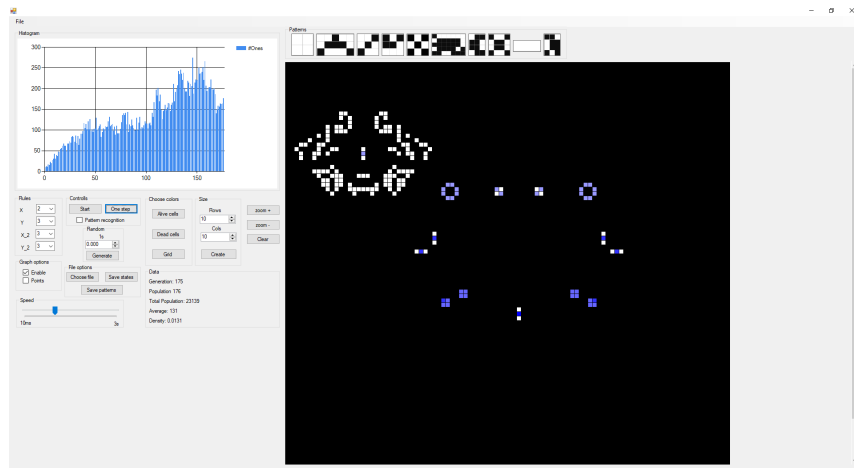 File
Histogram
Patterns
300
250
200
150
100
50
0
#Ones
0 50 100 150
Rules
X 2
Y 3
X_2 3
Y_2 3
Controlls
Start One step
Pattern recognition
Random
1s
0.000
Generate
Choose colors
Alive cells
Dead cells
Grid
Size
Rows
10
Cols
10
Create
zoom +
zoom -
Clear
Graph options
Enable
Points
File options
Choose file Save states
Save patterns
Data
Generation: 175
Population: 176
Total Population: 23139
Average: 131
Density: 0.0131
Speed
10ms 3s